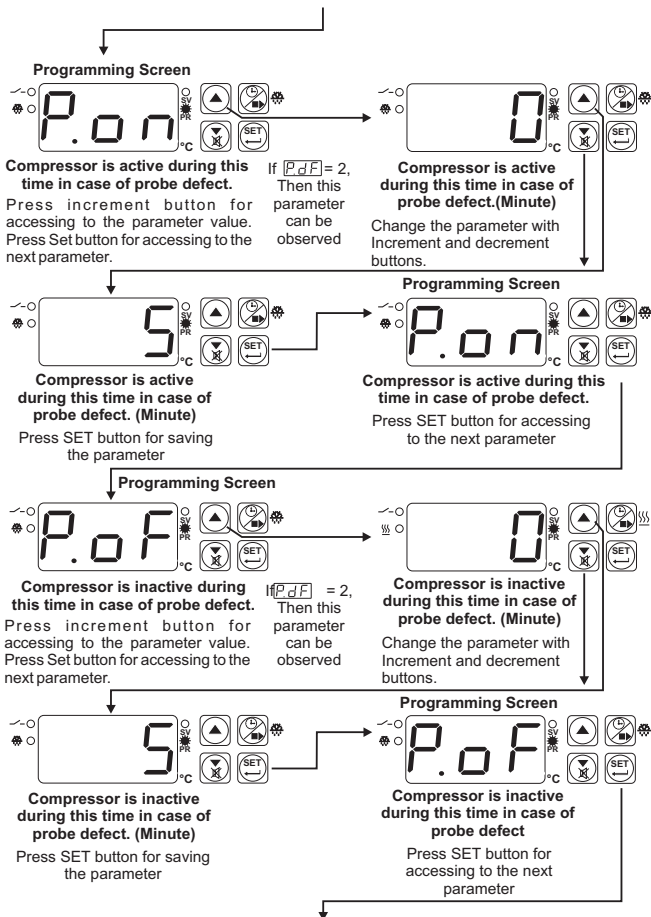 Programming Screen
P.on
SV
PR
°C
SET
0
SV
PR
°C
SET
Compressor is active during this
time in case of probe defect.
Press increment button for
accessing to the parameter value.
Press Set button for accessing to the
next parameter.
If P.dF = 2,
Then this
parameter
can be
observed
Compressor is active
during this time in case of
probe defect.(Minute)
Change the parameter with
Increment and decrement
buttons.
5
SV
PR
°C
SET
Compressor is active
during this time in case of
probe defect. (Minute)
Press SET button for saving
the parameter
Programming Screen
P.on
SV
PR
°C
SET
Compressor is active during this
time in case of probe defect.
Press SET button for accessing
to the next parameter
Programming Screen
P.oF
SV
PR
°C
SET
0
SV
PR
°C
SET
Compressor is inactive during
this time in case of probe defect.
Press increment button for
accessing to the parameter value.
Press Set button for accessing to the
next parameter.
If P.dF = 2,
Then this
parameter
can be
observed
Compressor is inactive
during this time in case of
probe defect. (Minute)
Change the parameter with
Increment and decrement
buttons.
5
SV
PR
°C
SET
Compressor is inactive
during this time in case of
probe defect. (Minute)
Press SET button for saving
the parameter
Programming Screen
P.oF
SV
PR
°C
SET
Compressor is inactive
during this time in case of
probe defect
Press SET button for
accessing to the next
parameter